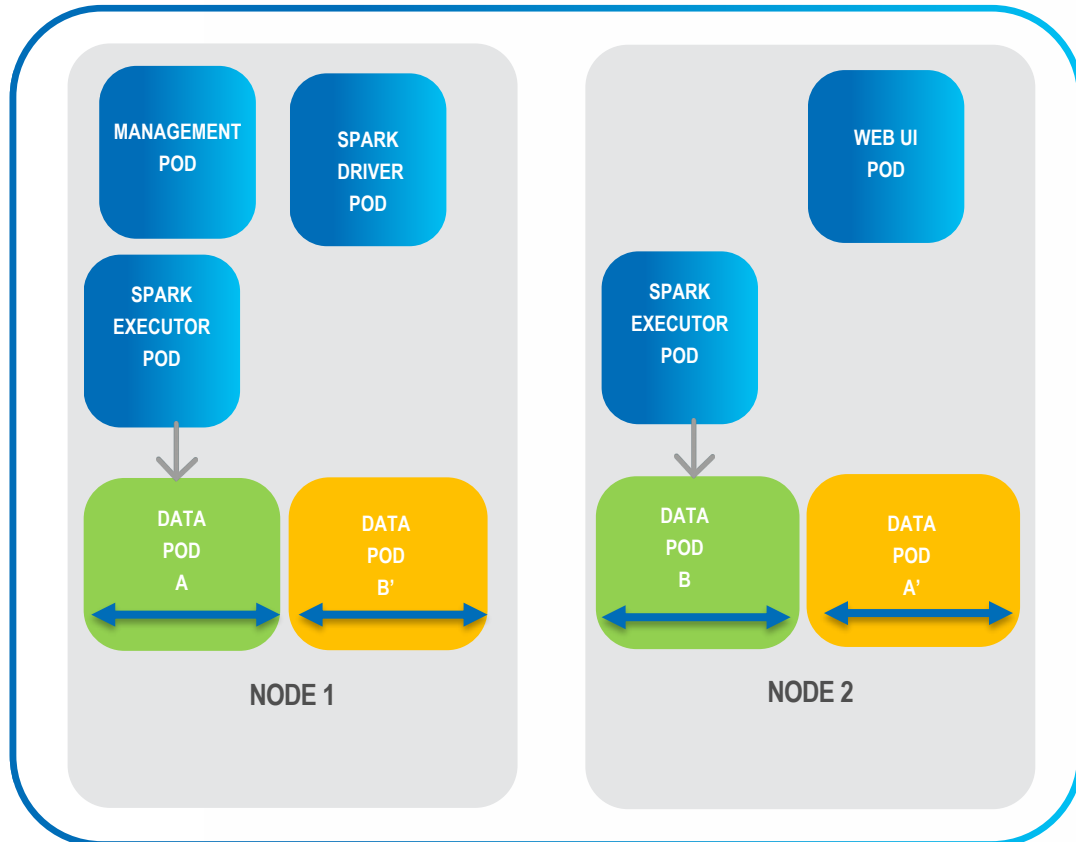 MANAGEMENT
POD
SPARK
DRIVER
POD
SPARK
EXECUTOR
POD
DATA
POD
A
DATA
POD
B’
NODE 1
WEB UI
POD
SPARK
EXECUTOR
POD
DATA
POD
B
DATA
POD
A’
NODE 2